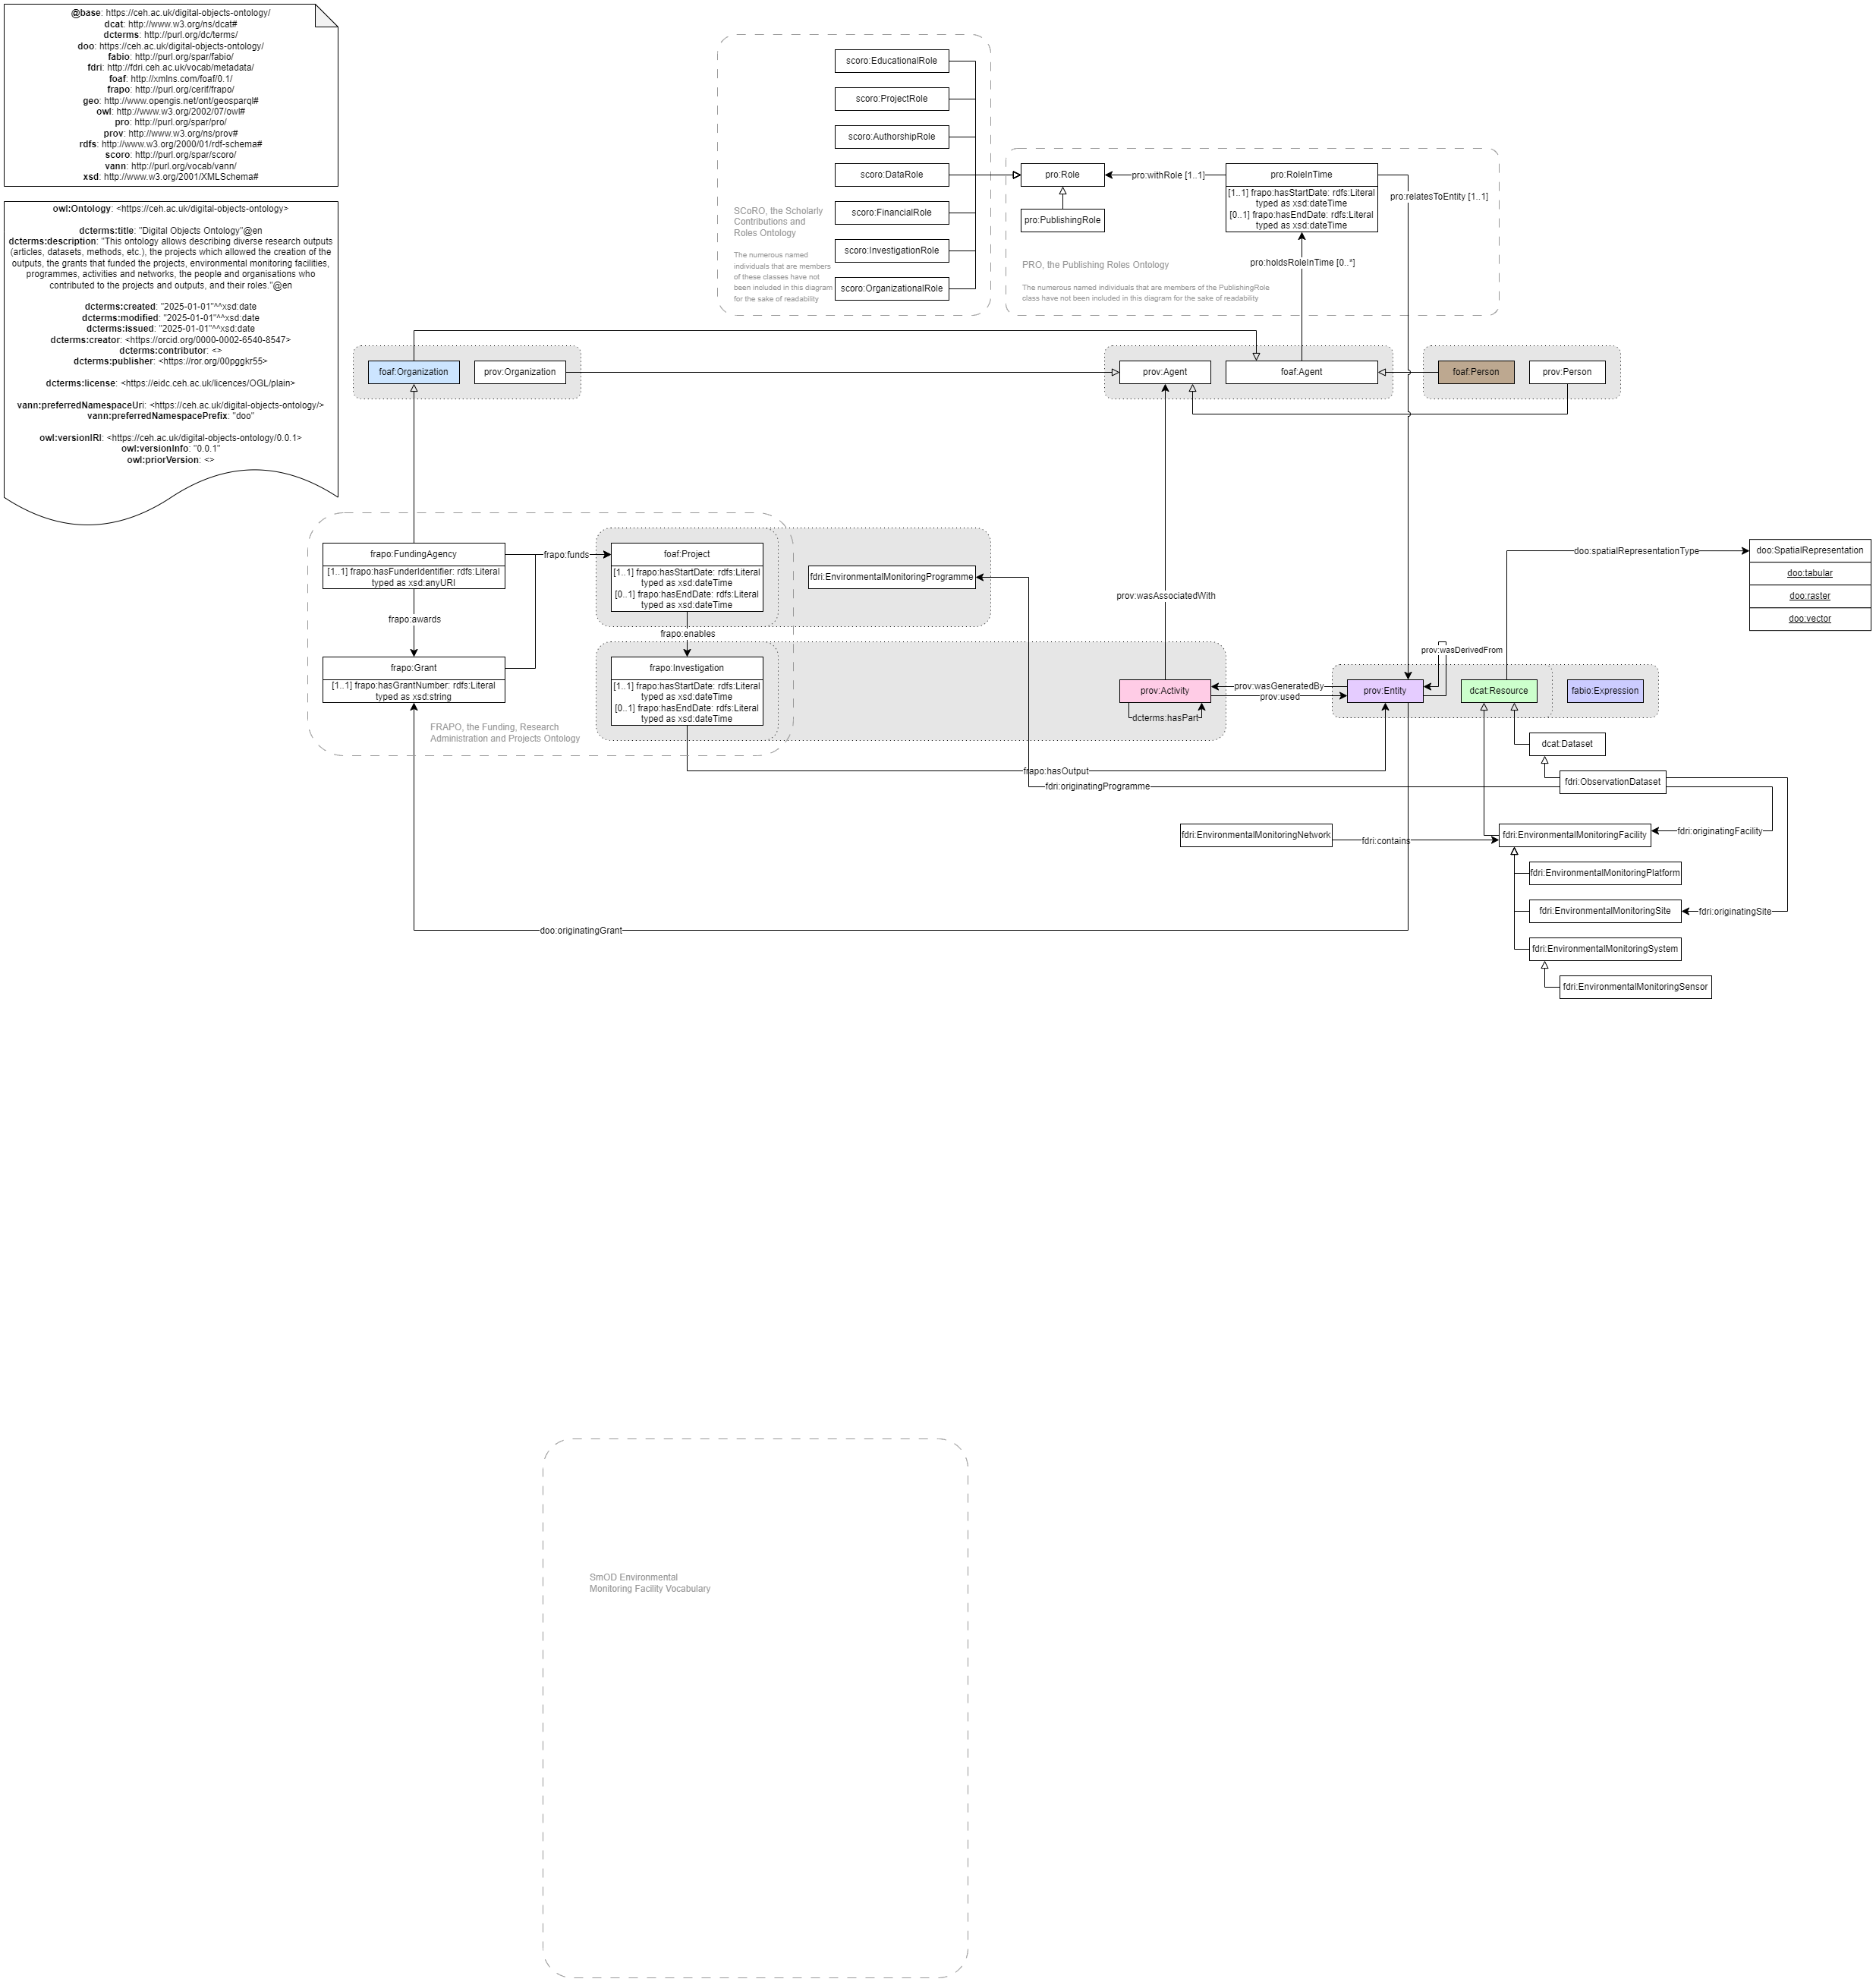 @base: https://ceh.ac.uk/digital-objects-ontology/
dcat: http://www.w3.org/ns/dcat#
dcterms: http://purl.org/dc/terms/
doo: https://ceh.ac.uk/digital-objects-ontology/
fabio: http://purl.org/spar/fabio/
fdri: http://fdri.ceh.ac.uk/vocab/metadata/
foaf: http://xmlns.com/foaf/0.1/
frapo: http://purl.org/cerif/frapo/
geo: http://www.opengis.net/ont/geosparql#
owl: http://www.w3.org/2002/07/owl#
pro: http://purl.org/spar/pro/
prov: http://www.w3.org/ns/prov#
rdfs: http://www.w3.org/2000/01/rdf-schema#
scoro: http://purl.org/spar/scoro/
vann: http://purl.org/vocab/vann/
xsd: http://www.w3.org/2001/XMLSchema#
owl:Ontology: <https://ceh.ac.uk/digital-objects-ontology>
dcterms:title: "Digital Objects Ontology"@en
dcterms:description: "This ontology allows describing diverse research outputs
(articles, datasets, methods, etc.), the projects which allowed the creation of the
outputs, the grants that funded the projects, environmental monitoring facilities,
programmes, activities and networks, the people and organisations who
contributed to the projects and outputs, and their roles."@en
dcterms:created: "2025-01-01"^^xsd:date
dcterms:modified: "2025-01-01"^^xsd:date
dcterms:issued: "2025-01-01"^^xsd:date
dcterms:creator: <https://orcid.org/0000-0002-6540-8547>
dcterms:contributor: <>
dcterms:publisher: <https://ror.org/00pggkr55>
dcterms:license: <https://eidc.ceh.ac.uk/licences/OGL/plain>
vann:preferredNamespaceUri: <https://ceh.ac.uk/digital-objects-ontology/>
vann:preferredNamespacePrefix: "doo"
owl:versionIRI: <https://ceh.ac.uk/digital-objects-ontology/0.0.1>
owl:versionInfo: "0.0.1"
owl:priorVersion: <>
scoro:EducationalRole
scoro:ProjectRole
scoro:AuthorshipRole
scoro:DataRole
scoro:FinancialRole
scoro:InvestigationRole
scoro:OrganizationalRole
SCoRO, the Scholarly
Contributions and
Roles Ontology
The numerous named
individuals that are members
of these classes have not
been included in this diagram
for the sake of readability
pro:Role
pro:PublishingRole
pro:withRole [1..1]
pro:RoleInTime
[1..1] frapo:hasStartDate: rdfs:Literal
typed as xsd:dateTime
[0..1] frapo:hasEndDate: rdfs:Literal
typed as xsd:dateTime
pro:relatesToEntity [1..1]
pro:holdsRoleInTime [0..*]
PRO, the Publishing Roles Ontology
The numerous named individuals that are members of the PublishingRole
class have not been included in this diagram for the sake of readability
foaf:Organization
prov:Organization
prov:Agent
foaf:Agent
foaf:Person
prov:Person
frapo:FundingAgency
[1..1] frapo:hasFunderIdentifier: rdfs:Literal
typed as xsd:anyURI
frapo:funds
foaf:Project
[1..1] frapo:hasStartDate: rdfs:Literal
typed as xsd:dateTime
[0..1] frapo:hasEndDate: rdfs:Literal
typed as xsd:dateTime
fdri:EnvironmentalMonitoringProgramme
frapo:awards
frapo:enables
prov:wasAssociatedWith
doo:spatialRepresentationType
doo:SpatialRepresentation
doo:tabular
doo:raster
doo:vector
frapo:Grant
[1..1] frapo:hasGrantNumber: rdfs:Literal
typed as xsd:string
frapo:Investigation
[1..1] frapo:hasStartDate: rdfs:Literal
typed as xsd:dateTime
[0..1] frapo:hasEndDate: rdfs:Literal
typed as xsd:dateTime
FRAPO, the Funding, Research
Administration and Projects Ontology
prov:Activity
dcterms:hasPart
prov:wasGeneratedBy
prov:used
prov:wasDerivedFrom
prov:Entity
dcat:Resource
fabio:Expression
dcat:Dataset
frapo:hasOutput
fdri:originatingProgramme
fdri:ObservationDataset
fdri:EnvironmentalMonitoringNetwork
fdri:contains
fdri:EnvironmentalMonitoringFacility
fdri:originatingFacility
fdri:EnvironmentalMonitoringPlatform
fdri:EnvironmentalMonitoringSite
fdri:originatingSite
doo:originatingGrant
fdri:EnvironmentalMonitoringSystem
fdri:EnvironmentalMonitoringSensor
SmOD Environmental
Monitoring Facility Vocabulary